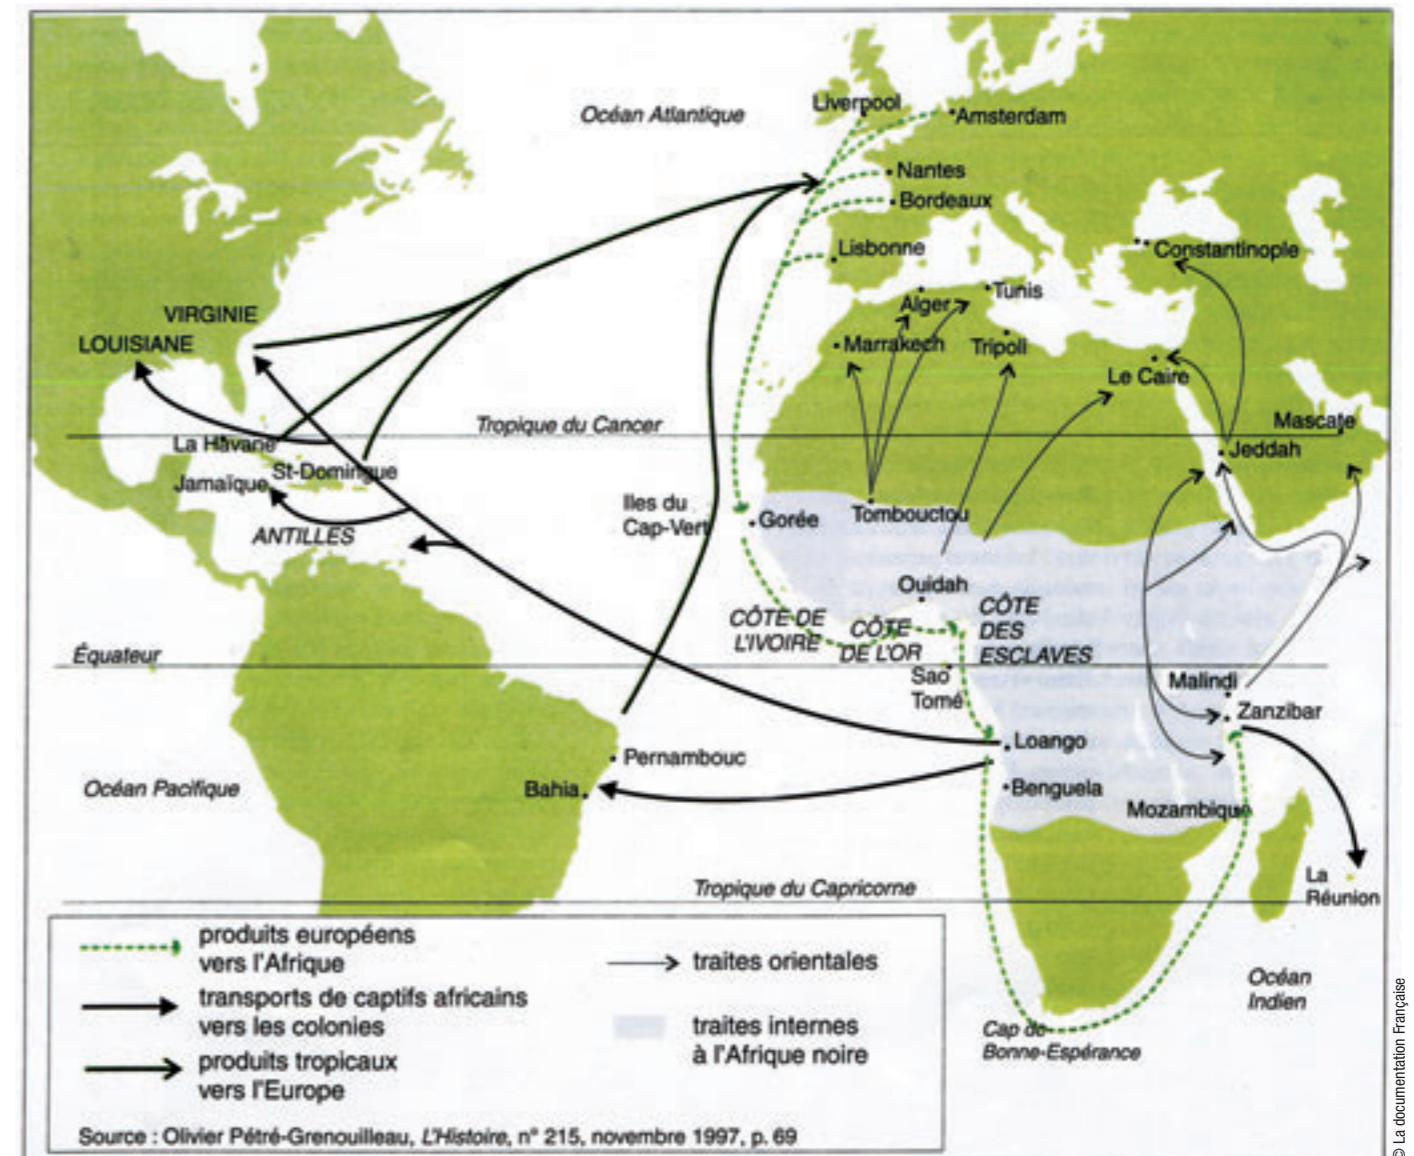 Océan Atlantique
Liverpool
Amsterdam
Nantes
Bordeaux
Lisbonne
Constantinople
Alger
Tunis
VIRGINIE
LOUISIANE
Marrakech
Tripoli
Le Caire
Tropique du Cancer
Mascate
La Havane
Jeddah
St-Domingue
Jamaïque
Iles du
Cap-Vert
Gorée
Tombouctou
ANTILLES
Ouidah
CÔTE DE
L'IVOIRE
CÔTE
DE L'OR
CÔTE
DES
ESCLAVES
Équateur
Sao
Tomé
Malindi
Zanzibar
Loango
Pernambouc
Océan Pacifique
Bahia
Benguela
Mozambique
Tropique du Capricorne
La
Réunion
produits européens
vers l'Afrique
transports de captifs africains
vers les colonies
produits tropicaux
vers l'Europe
traites orientales
traites internes
à l'Afrique noire
Océan
Indien
Cap de
Bonne-Espérance
Source : Olivier Pétré-Grenouilleau, L'Histoire, n° 215, novembre 1997, p. 69
© La documentation Française